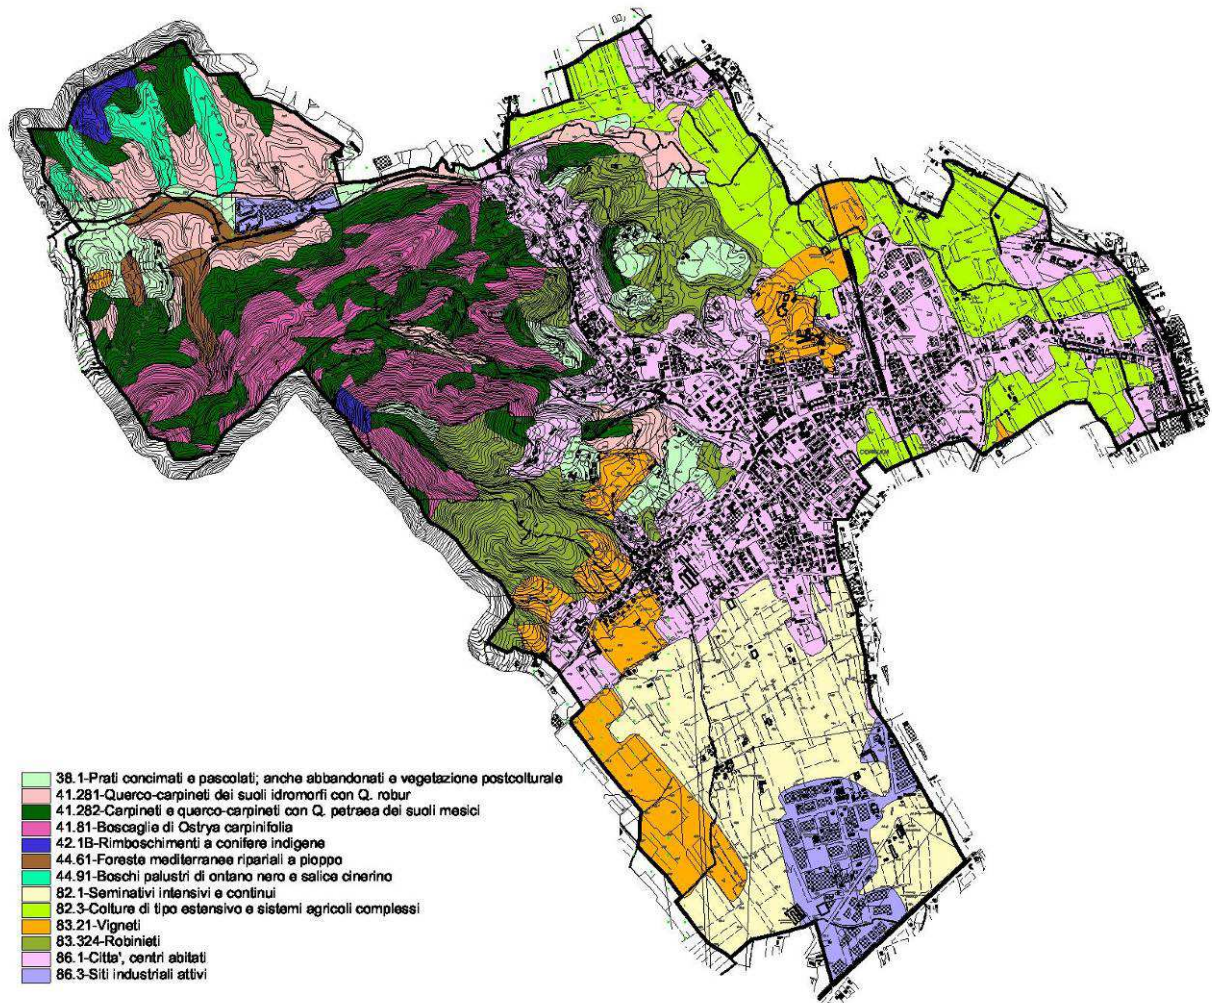 38.1-Prati concimati e pascolati; anche abbandonati e vegetazione postcolturale
41.281-Querco-carpineti dei suoli idromorfi con Q. robur
41.282-Carpineti e querco-carpineti con Q. petraea dei suoli mesici
41.81-Boscaglie di Ostrya carpinifolia
42.1B-Rimboschimenti a conifere indigene
44.61-Foreste mediterranee ripariali a pioppo
44.91-Boschi palustri di ontano nero e salice cinerino
82.1-Seminativi intensivi e continui
82.3-Colture di tipo estensivo e sistemi agricoli complessi
83.21-Vigneti
83.324-Robinieti
86.1-Citta', centri abitati
86.3-Siti industriali attivi